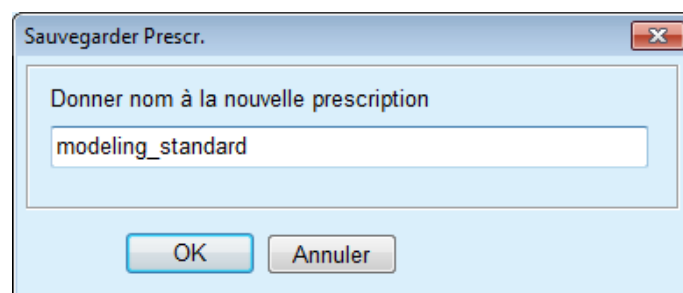 Sauvegarder Prescr.
Donner nom à la nouvelle prescription
modeling_standard
OK Annuler